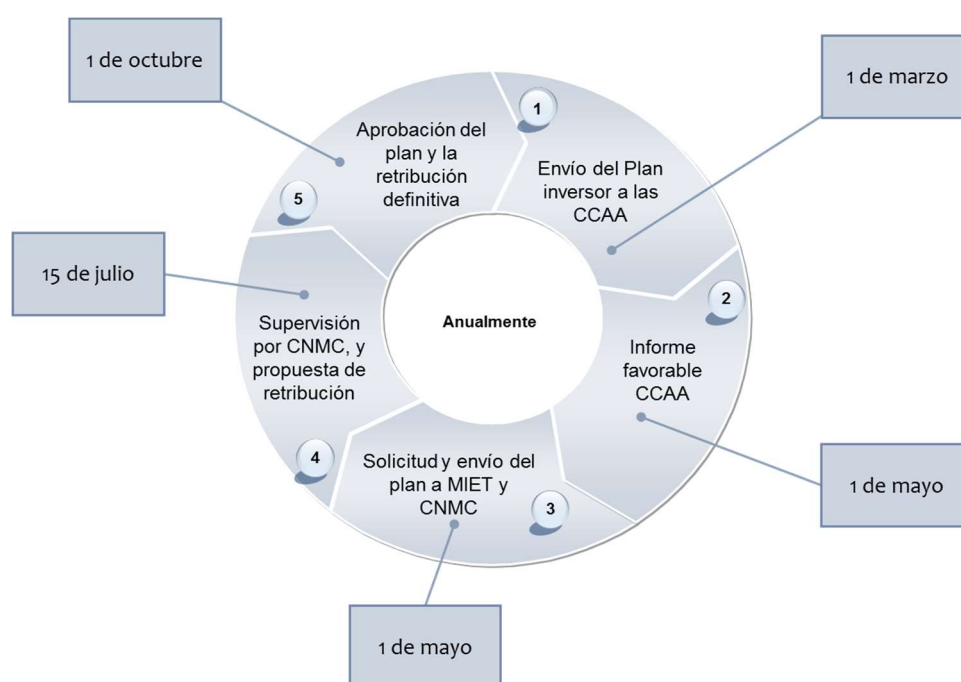 1 de octubre
1 de marzo
1
Aprobación del
plan y la
retribución
definitiva
Envío del Plan
inversor a las
CCAA
5
15 de julio
2
Anualmente
Supervisión
por CNMC, y
propuesta de
retribución
Informe
favorable
CCAA
4
Solicitud y envío del
plan a MIET y
CNMC
3
1 de mayo
1 de mayo